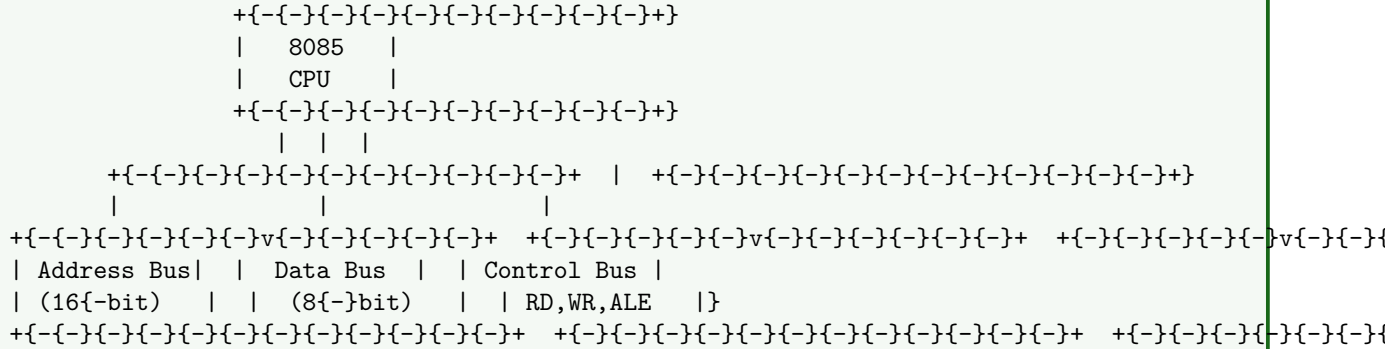 +{-{-}{-}{-}{-}{-}{-}{-}{-}{-}+}
| 8085 |
| CPU |
+{-{-}{-}{-}{-}{-}{-}{-}{-}{-}+}
| | |
+{-{-}{-}{-}{-}{-}{-}{-}{-}{-}{-}+ | +{-}{-}{-}{-}{-}{-}{-}{-}{-}{-}{-}{-}+}
| | |
+{-{-}{-}{-}{-}{-}v{-}{-}{-}{-}{-}+ +{-}{-}{-}{-}{-}v{-}{-}{-}{-}{-}{-}+ +{-}{-}{-}{-}{-}v{-}{-}{
| Address Bus| | Data Bus | | Control Bus |
| (16{-bit) | | (8{-}bit) | | RD,WR,ALE |}
+{-{-}{-}{-}{-}{-}{-}{-}{-}{-}{-}{-}+ +{-}{-}{-}{-}{-}{-}{-}{-}{-}{-}{-}{-}+ +{-}{-}{-}{-}{-}{-}{